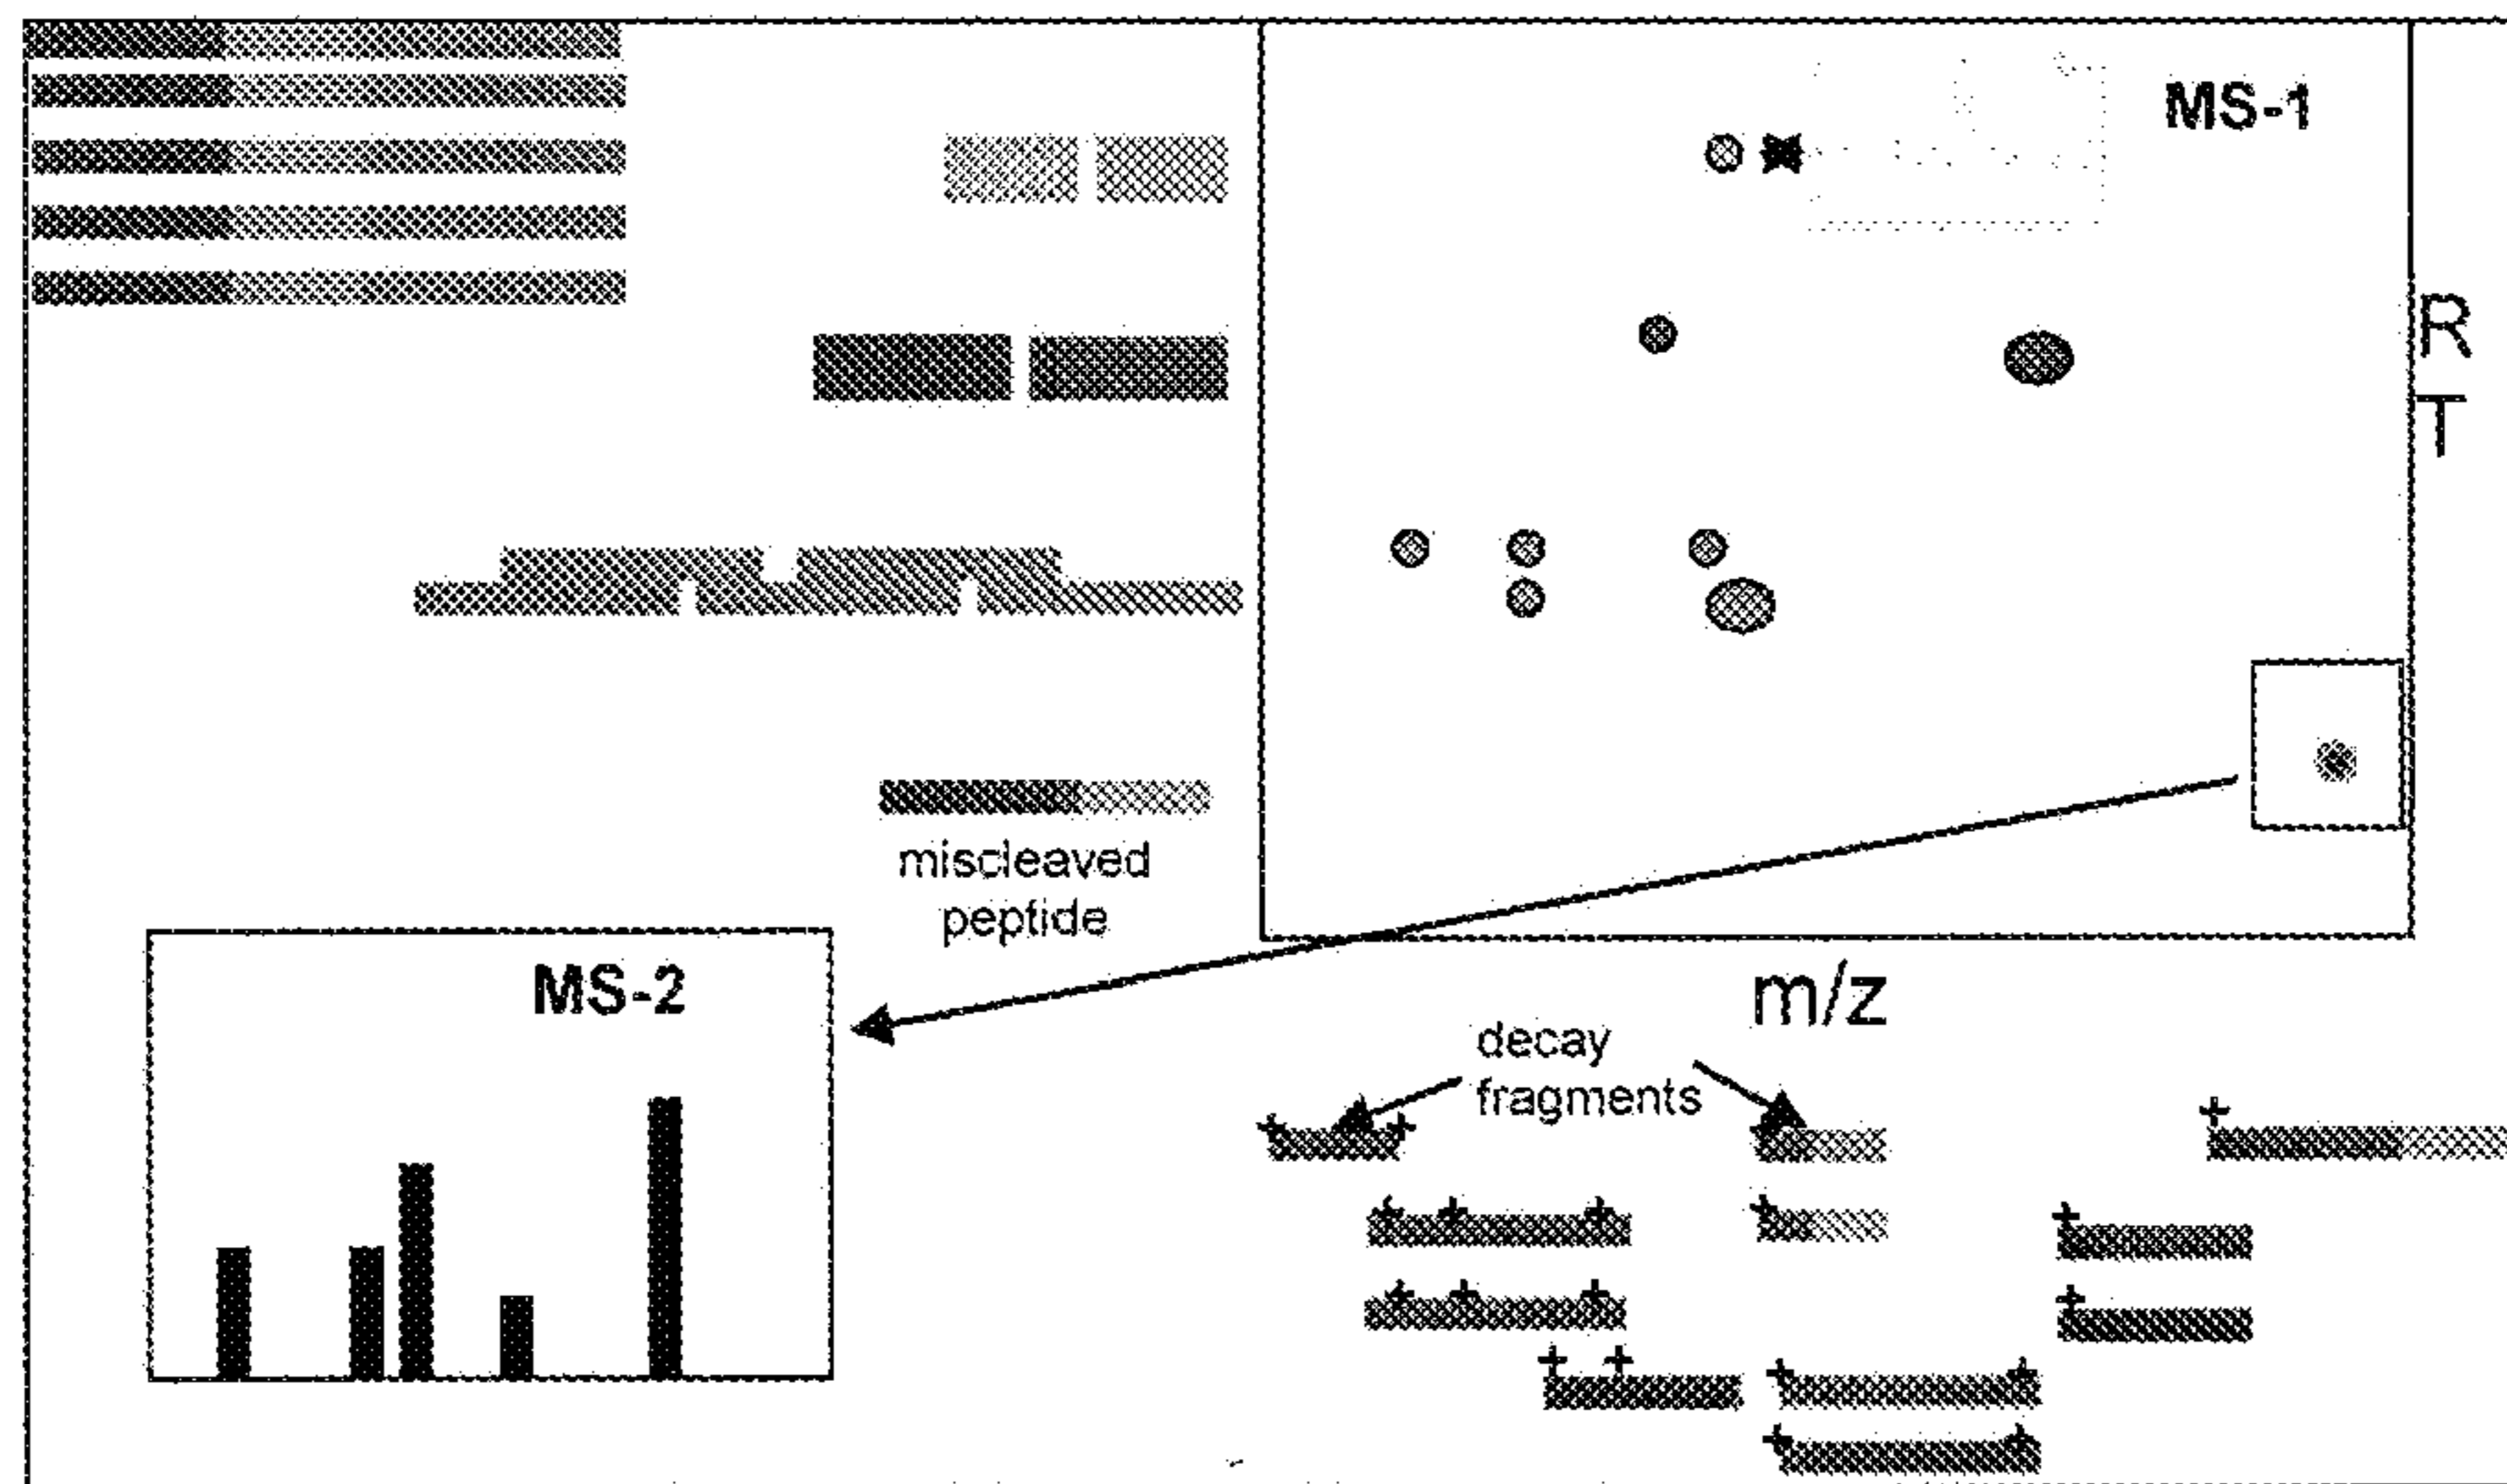 MS-1
R
T
miscleaved
peptide
MS-2
m/z
decay
fragments